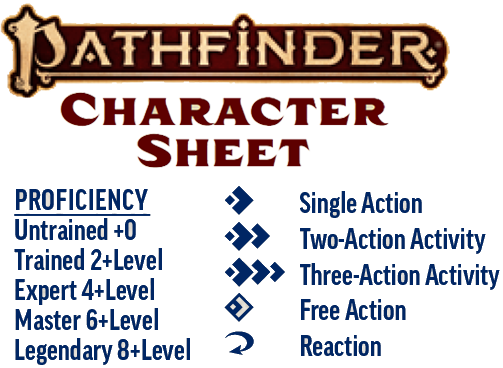 PATHFINDER
CHARACTER
SHEET
PROFICIENCY
Untrained +0
Trained 2+Level
Expert 4+Level
Master 6+Level
Legendary 8+Level
Single Action
Two-Action Activity
Three-Action Activity
Free Action
Reaction